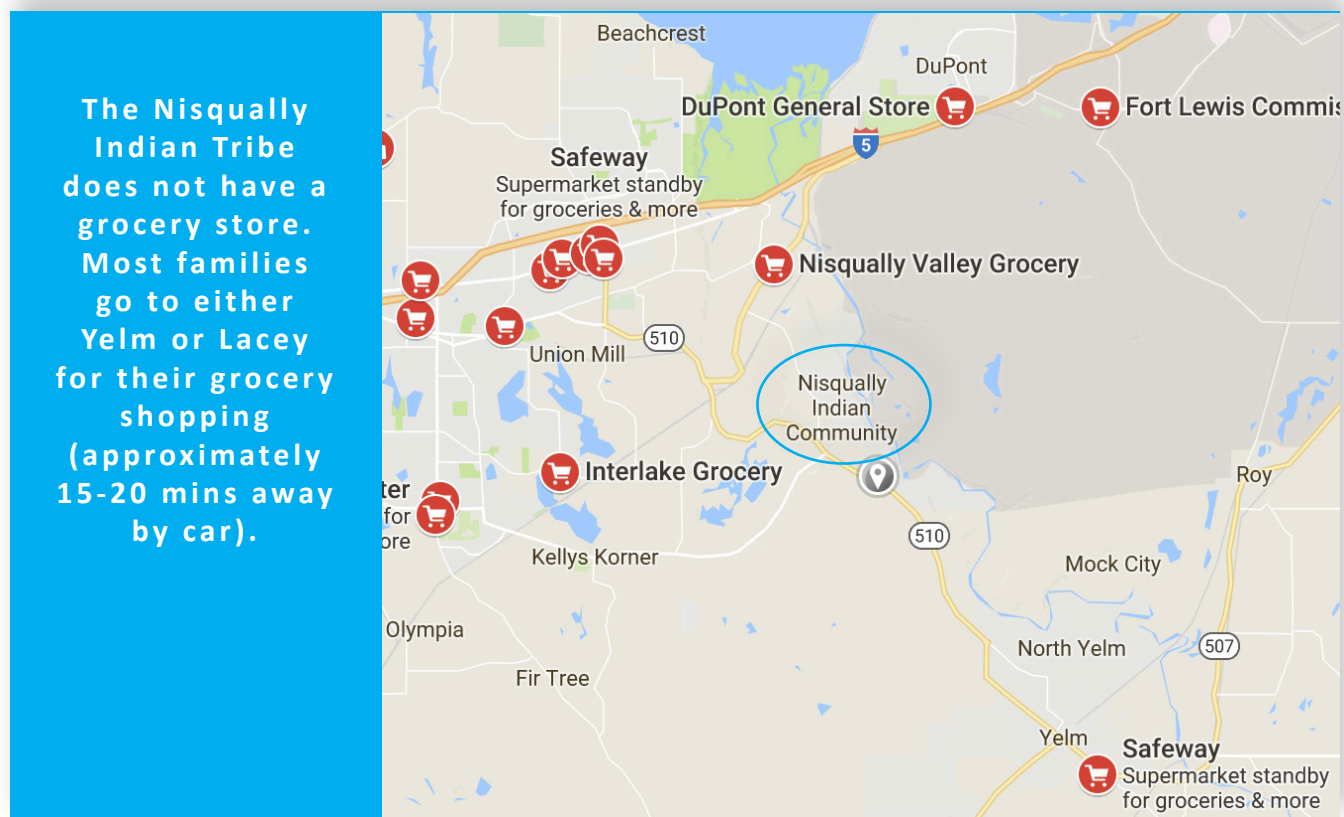 The Nisqually
Indian Tribe
does not have a
grocery store.
Most families
go to either
Yelm or Lacey
for their grocery
shopping
(approximately
15-20 mins away
by car).
Beachcrest
DuPont
DuPont General Store
Fort Lewis Commis
5
Safeway
Supermarket standby
for groceries & more
Nisqually Valley Grocery
510
Union Mill
Nisqually
Indian
Community
Interlake Grocery
ter
for
ore
Roy
510
Kellys Korner
Mock City
Olympia
North Yelm
507
Fir Tree
Yelm
Safeway
Supermarket standby
for groceries & more